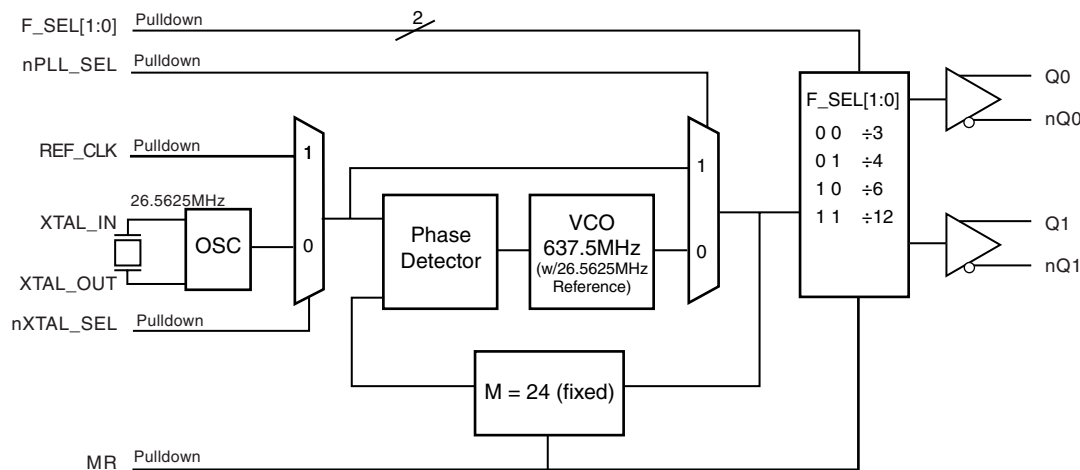 F_SEL[1:0] Pulldown 2
nPLL_SEL Pulldown
REF_CLK Pulldown
1
0
26.5625MHz
XTAL_IN
OSC
XTAL_OUT
nXTAL_SEL Pulldown
Phase
Detector
VCO
637.5MHz
(w/26.5625MHz
Reference)
1
0
M = 24 (fixed)
F_SEL[1:0]
0 0 ÷3
0 1 ÷4
1 0 ÷6
1 1 ÷12
Q0
nQ0
Q1
nQ1
MR Pulldown